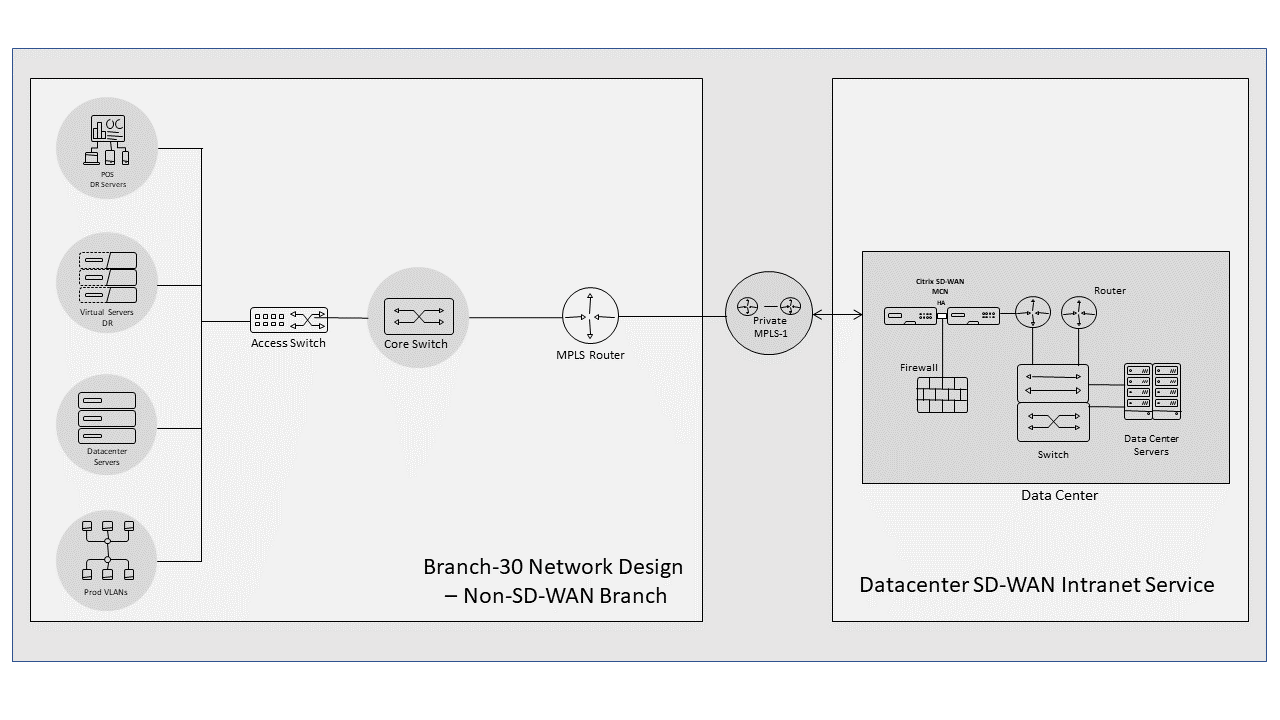 POS
DR Servers
Virtual Servers
DR
Datacenter
Servers
Prod VLANs
Access Switch
Core Switch
MPLS Router
Branch-30 Network Design
– Non-SD-WAN Branch
Private
MPLS-1
Citrix SD-WAN
MCN
HA
Router
Firewall
Switch
Data Center
Servers
Data Center
Datacenter SD-WAN Intranet Service